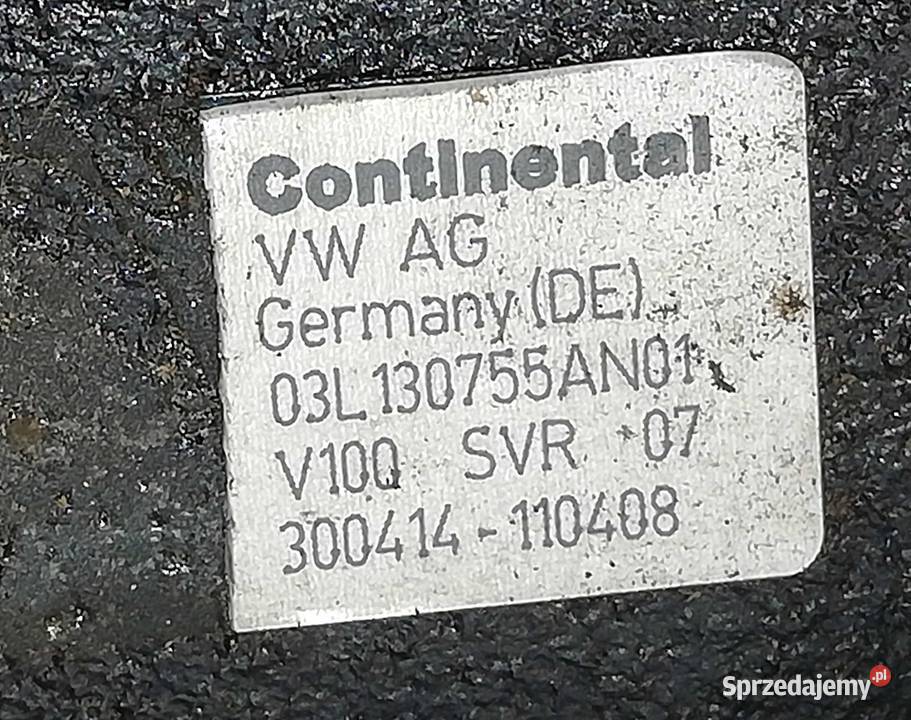 Continental
VW AG
Germany (DE)
03L130755AN01
V100 SVR *07
300414-110408
Sprzedajemy.pl